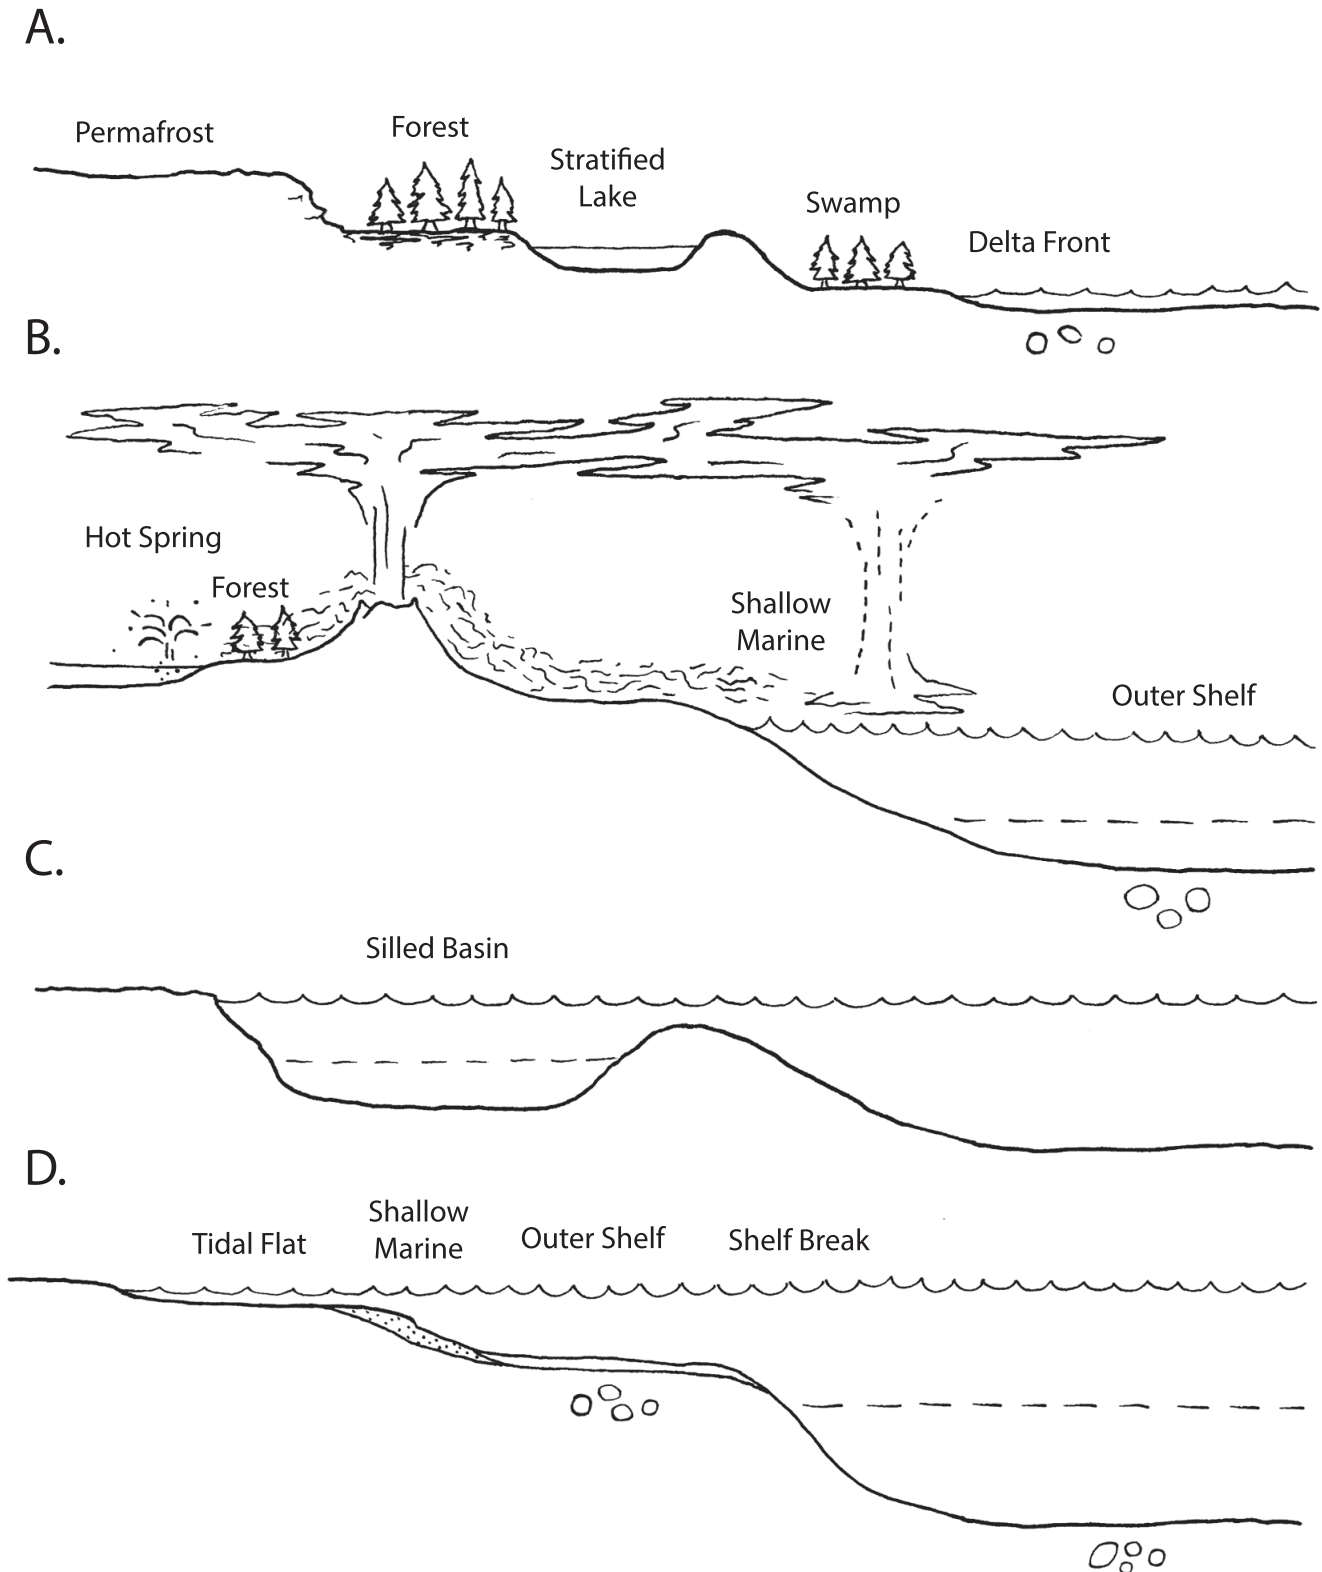 A.
Permafrost
Forest
Stratified
Lake
Swamp
Delta Front
B.
Hot Spring
Forest
Shallow
Marine
Outer Shelf
C.
Silled Basin
D.
Tidal Flat
Shallow
Marine
Outer Shelf
Shelf Break